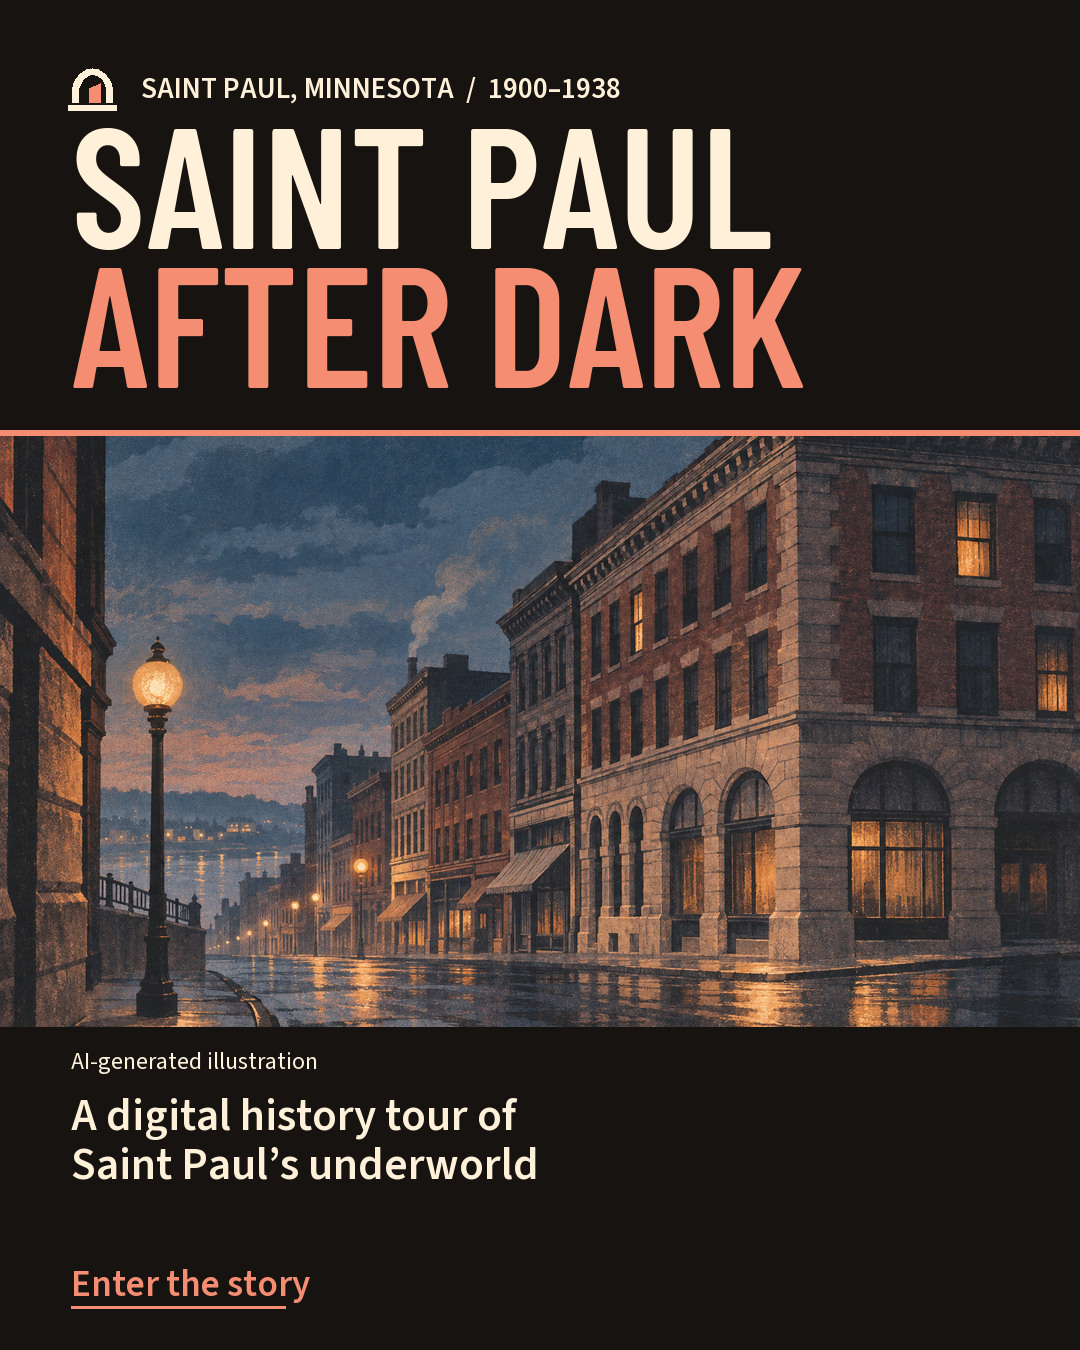 SAINT PAUL, MINNESOTA / 1900–1938
SAINT PAUL
AFTER DARK
AI-generated illustration
A digital history tour of
Saint Paul’s underworld
Enter the story